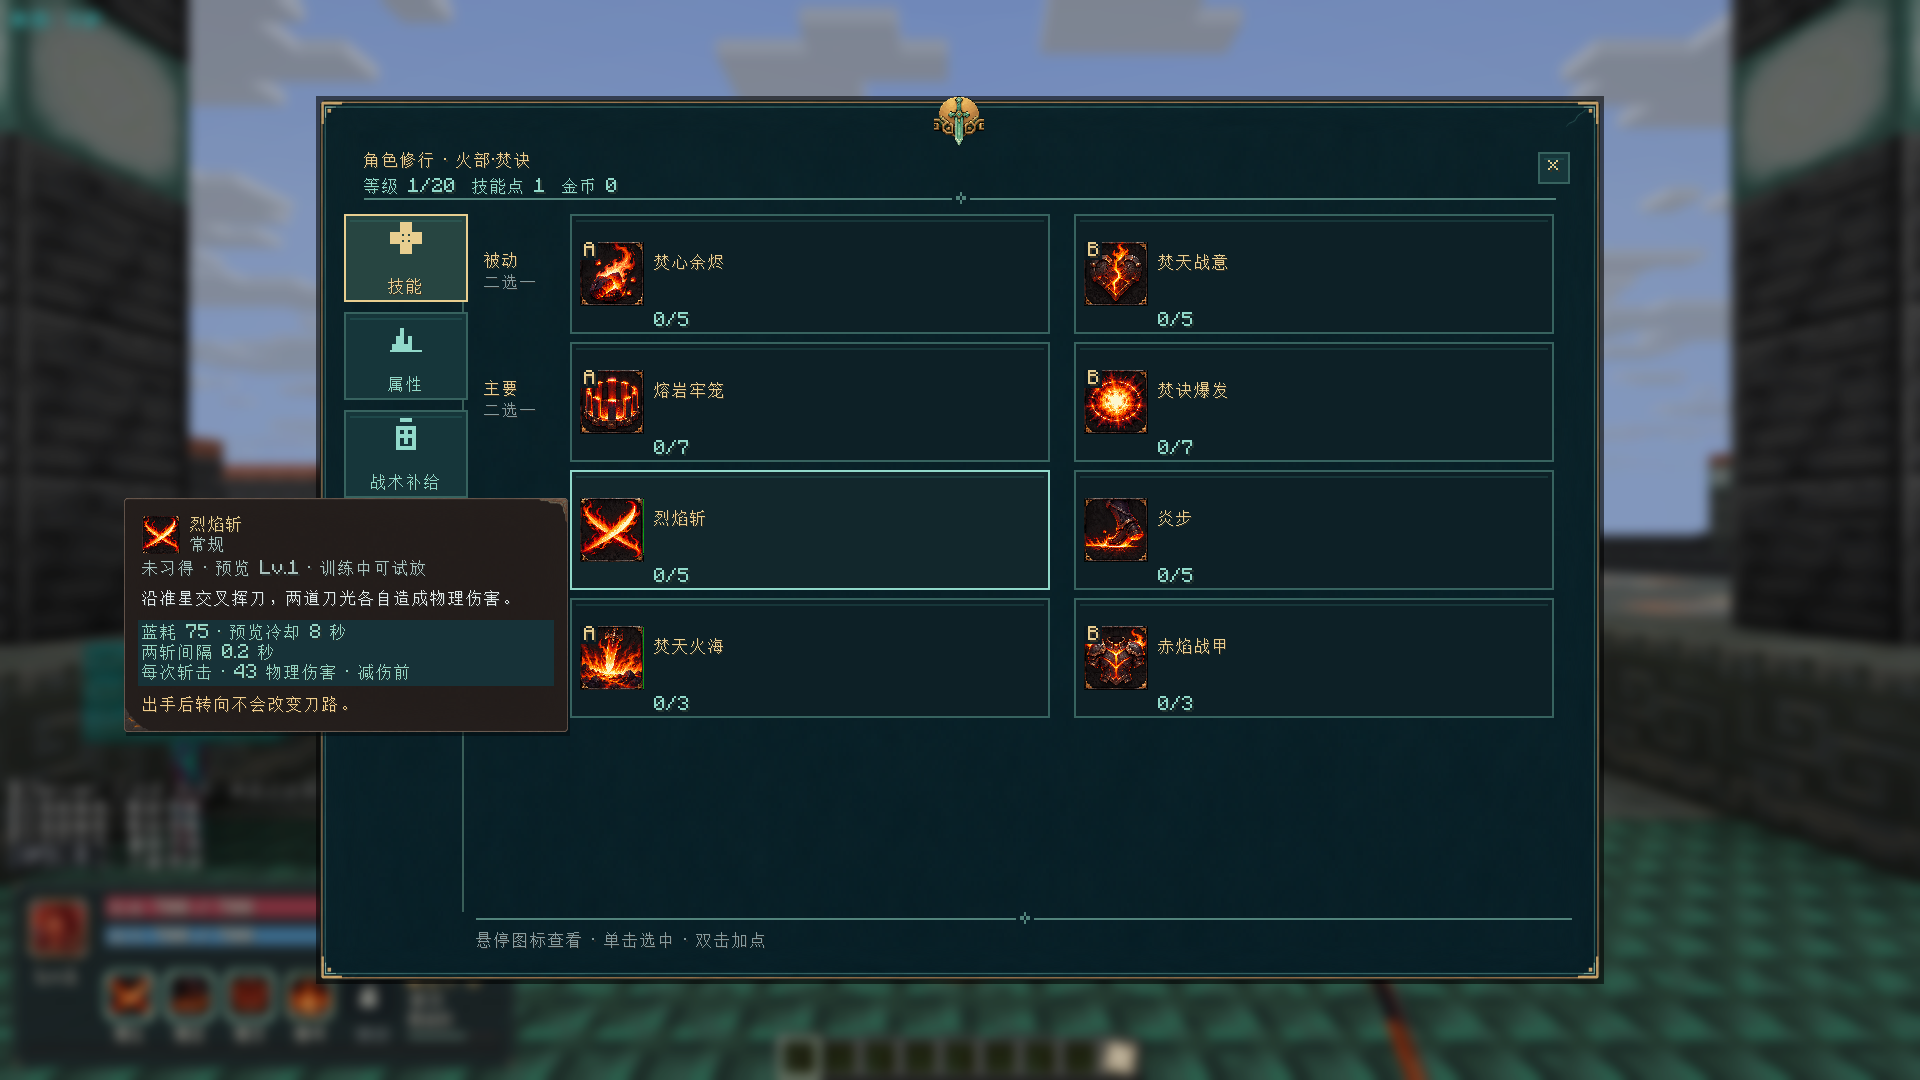 角色修行 · 火部·焚诀
等级 1/20 技能点 1 金币 0
×
技能
属性
战术补给
被动
二选一
A
焚心余烬
0/5
B
焚天战意
0/5
主要
二选一
A
熔岩牢笼
0/7
B
焚诀爆发
0/7
烈焰斩
0/5
炎步
0/5
A
焚天火海
0/3
B
赤焰战甲
0/3
烈焰斩
常规
未习得 · 预览 Lv.1 · 训练中可试放
沿准星交叉挥刀，两道刀光各自造成物理伤害。
蓝耗 75 · 预览冷却 8 秒
两斩间隔 0.2 秒
每次斩击 · 43 物理伤害 · 减伤前
出手后转向不会改变刀路。
悬停图标查看 · 单击选中 · 双击加点